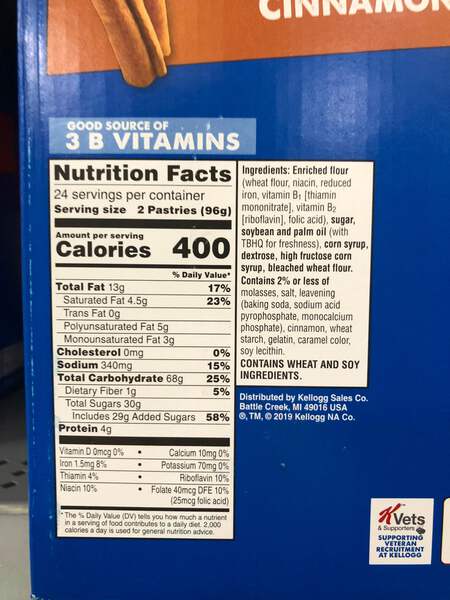 CINNAMON
GOOD SOURCE OF
3 B VITAMINS
Nutrition Facts
24 servings per container
Serving size 2 Pastries (96g)
Amount per serving
Calories 400
% Daily Value*
Total Fat 13g 17%
Saturated Fat 4.5g 23%
Trans Fat 0g
Polyunsaturated Fat 5g
Monounsaturated Fat 3g
Cholesterol 0mg 0%
Sodium 340mg 15%
Total Carbohydrate 68g 25%
Dietary Fiber 1g 5%
Total Sugars 30g
Includes 29g Added Sugars 58%
Protein 4g
Vitamin D 0mcg 0% • Calcium 10mg 0%
Iron 1.5mg 8% • Potassium 70mg 0%
Thiamin 4% • Riboflavin 10%
Niacin 10% • Folate 40mcg DFE 10%
(25mcg folic acid)
* The % Daily Value (DV) tells you how much a nutrient
in a serving of food contributes to a daily diet. 2,000
calories a day is used for general nutrition advice.
Ingredients: Enriched flour
(wheat flour, niacin, reduced
iron, vitamin B1 [thiamin
mononitrate], vitamin B2
[riboflavin], folic acid), sugar,
soybean and palm oil (with
TBHQ for freshness), corn syrup,
dextrose, high fructose corn
syrup, bleached wheat flour.
Contains 2% or less of
molasses, salt, leavening
(baking soda, sodium acid
pyrophosphate, monocalcium
phosphate), cinnamon, wheat
starch, gelatin, caramel color,
soy lecithin.
CONTAINS WHEAT AND SOY
INGREDIENTS.
Distributed by Kellogg Sales Co.
Battle Creek, MI 49016 USA
®, TM, © 2019 Kellogg NA Co.
KVets
& Supporters
SUPPORTING
VETERAN
RECRUITMENT
AT KELLOGG